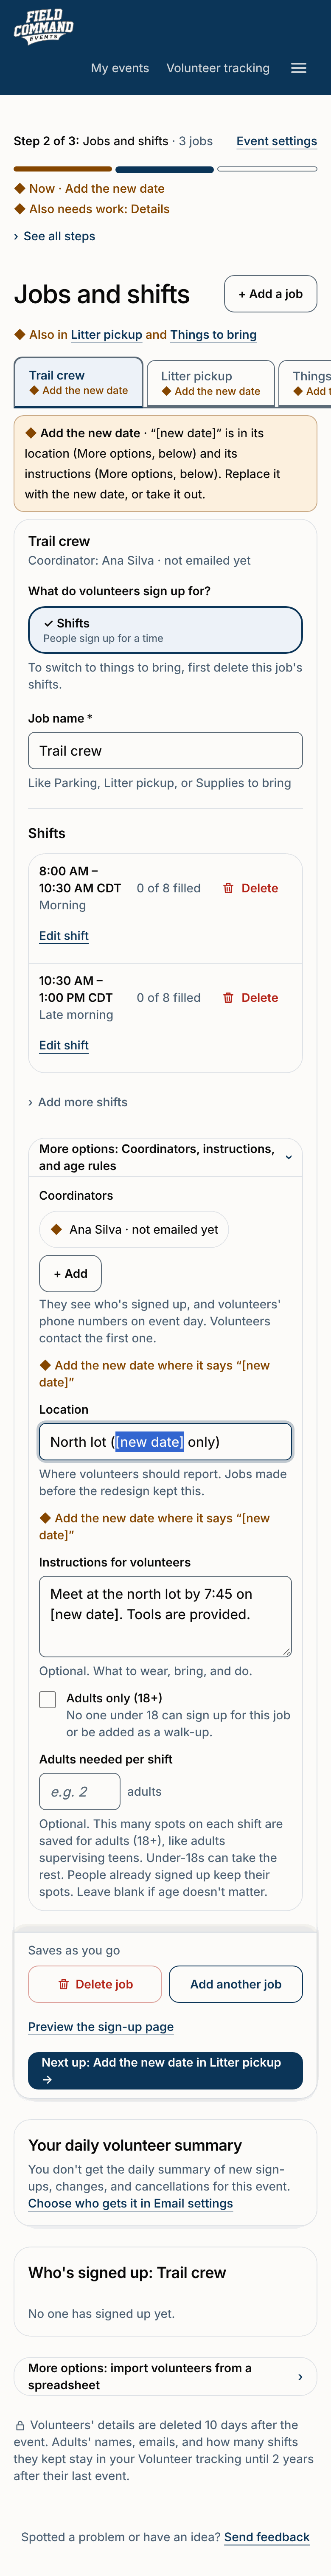 FIELD
COMMAND
EVENTS
My events Volunteer tracking
Step 2 of 3: Jobs and shifts · 3 jobs Event settings
◆ Now · Add the new date
◆ Also needs work: Details
› See all steps
Jobs and shifts
+ Add a job
◆ Also in Litter pickup and Things to bring
Trail crew
◆ Add the new date
Litter pickup
◆ Add the new date
Things
◆ Add t
◆ Add the new date · “[new date]” is in its
location (More options, below) and its
instructions (More options, below). Replace it
with the new date, or take it out.
Trail crew
Coordinator: Ana Silva · not emailed yet
What do volunteers sign up for?
✓ Shifts
People sign up for a time
To switch to things to bring, first delete this job's
shifts.
Job name *
Trail crew
Like Parking, Litter pickup, or Supplies to bring
Shifts
8:00 AM –
10:30 AM CDT 0 of 8 filled Delete
Morning
Edit shift
10:30 AM –
1:00 PM CDT 0 of 8 filled Delete
Late morning
Edit shift
› Add more shifts
More options: Coordinators, instructions,
and age rules
Coordinators
◆ Ana Silva · not emailed yet
+ Add
They see who's signed up, and volunteers'
phone numbers on event day. Volunteers
contact the first one.
◆ Add the new date where it says “[new
date]”
Location
North lot ([new date] only)
Where volunteers should report. Jobs made
before the redesign kept this.
◆ Add the new date where it says “[new
date]”
Instructions for volunteers
Meet at the north lot by 7:45 on
[new date]. Tools are provided.
Optional. What to wear, bring, and do.
Adults only (18+)
No one under 18 can sign up for this job
or be added as a walk-up.
Adults needed per shift
e.g. 2 adults
Optional. This many spots on each shift are
saved for adults (18+), like adults
supervising teens. Under-18s can take the
rest. People already signed up keep their
spots. Leave blank if age doesn't matter.
Saves as you go
Delete job Add another job
Preview the sign-up page
Next up: Add the new date in Litter pickup
→
Your daily volunteer summary
You don't get the daily summary of new sign-
ups, changes, and cancellations for this event.
Choose who gets it in Email settings
Who's signed up: Trail crew
No one has signed up yet.
More options: import volunteers from a
spreadsheet ›
Volunteers' details are deleted 10 days after the
event. Adults' names, emails, and how many shifts
they kept stay in your Volunteer tracking until 2 years
after their last event.
Spotted a problem or have an idea? Send feedback